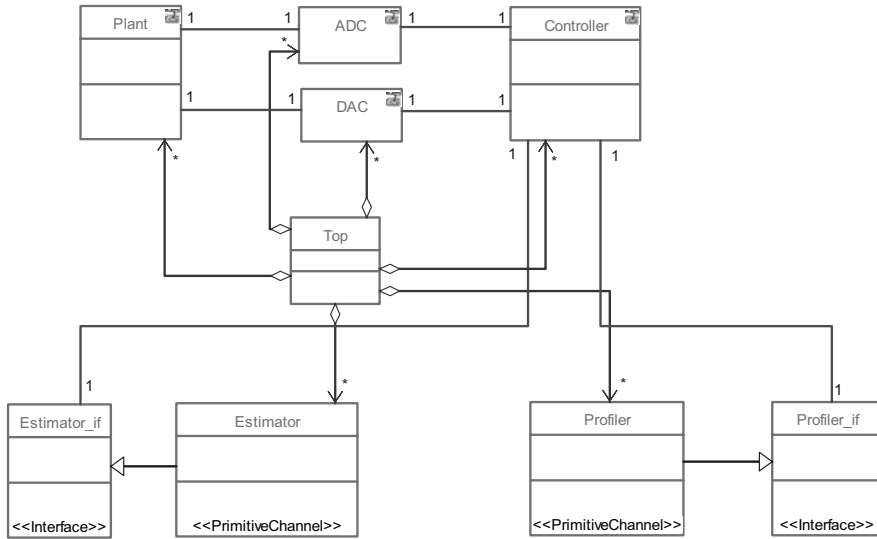 Plant
1
1
ADC
1
1
Controller
*
1
1
DAC
1
1
*
*
1
*
1
Top
1
*
*
1
Estimator_if
Estimator
Profiler
Profiler_if
<<Interface>>
<<PrimitiveChannel>>
<<PrimitiveChannel>>
<<Interface>>